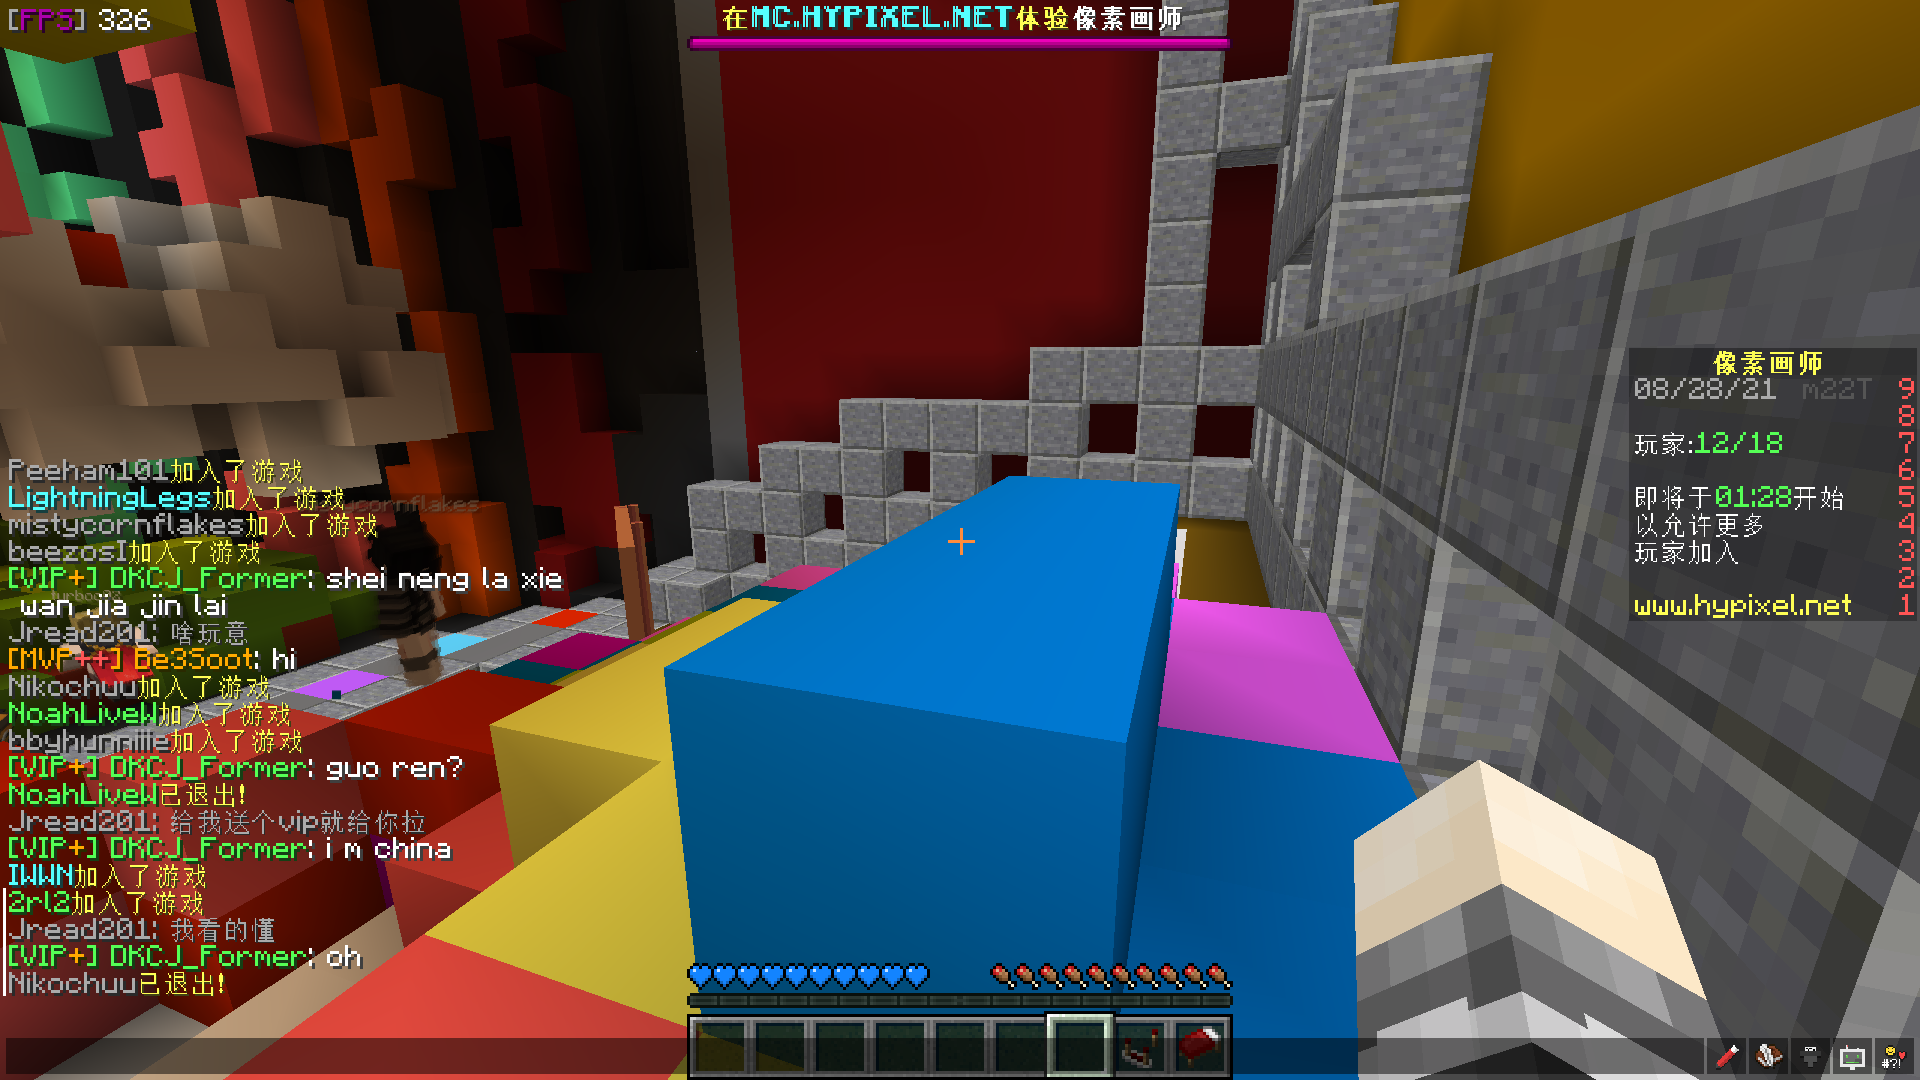 [FPS] 326
在MC.HYPIXEL.NET体验像素画师
像素画师
08/28/21 m22T 9
8
玩家:12/18 7
6
即将于01:28开始 5
以允许更多 4
玩家加入 3
2
www.hypixel.net 1
Peeham101加入了游戏
LightningLegs加入了游戏
mistycornflakes加入了游戏
beezosI加入了游戏
[VIP+] DKCJ_Former: shei neng la xie
wan jia jin lai
Jread201: 啥玩意
[MVP++] Be35oot: hi
Nikochuu加入了游戏
NoahLiveW加入了游戏
bbyhunniiie加入了游戏
[VIP+] DKCJ_Former: guo ren?
NoahLiveW已退出!
Jread201: 给我送个vip就给你拉
[VIP+] DKCJ_Former: i m china
IWWN加入了游戏
2rl2加入了游戏
Jread201: 我看的懂
[VIP+] DKCJ_Former: oh
Nikochuu已退出!
#?!